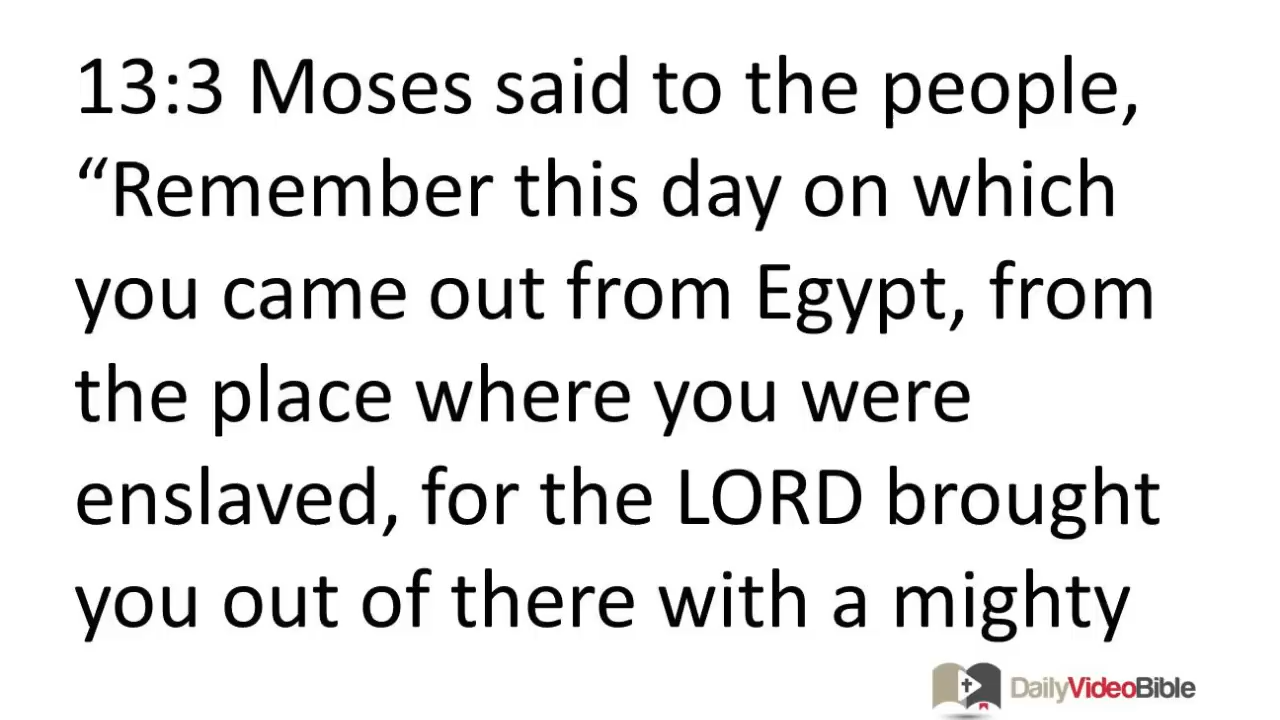 13:3 Moses said to the people,
“Remember this day on which
you came out from Egypt, from
the place where you were
enslaved, for the LORD brought
you out of there with a mighty
DailyVideoBible